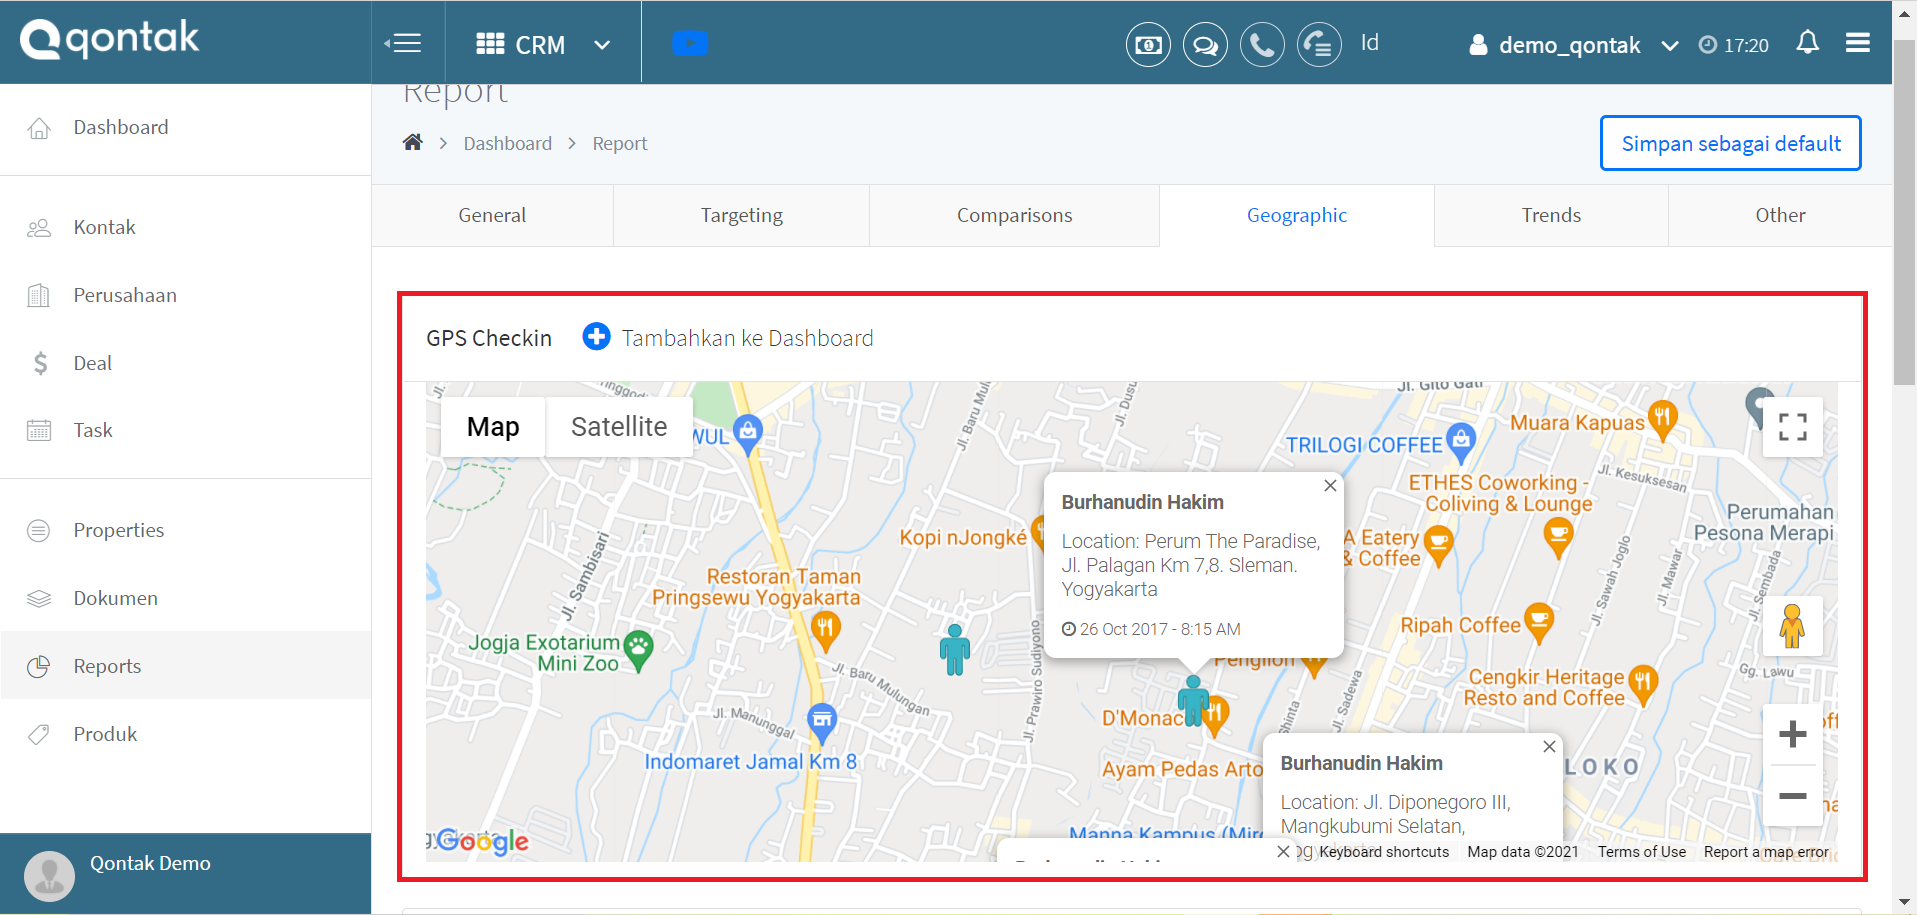 qontak
CRM
Id
demo_qontak
17:20
Report
Dashboard
Report
Simpan sebagai default
Dashboard
Kontak
Perusahaan
Deal
Task
Properties
Dokumen
Reports
Produk
Qontak Demo
General
Targeting
Comparisons
Geographic
Trends
Other
GPS Checkin
Tambahkan ke Dashboard
Map
Satellite
WUL
Jl. Baru Mul
Jl. Dusu
Jl. Gito Gati
Muara Kapuas
TRILOGI COFFEE
Jl. Kesuksesan
ETHES Coworking -
Coliving & Lounge
Perumahan
Pesona Merapi
Kopi nJongké
A Eatery
& Coffee
Jl. Sambisari
Restoran Taman
Pringsewu Yogyakarta
Jl. Sawah Joglo
Jl. Mawar
Jl. Sembada
Burhanudin Hakim
Location: Perum The Paradise,
Jl. Palagan Km 7,8. Sleman.
Yogyakarta
26 Oct 2017 - 8:15 AM
Jogja Exotarium
Mini Zoo
Ripah Coffee
Jl. Baru Mulungan
Jl. Prawiro Sudiyono
Jl. Manunggal
Indomaret Jamal Km 8
Cengkir Heritage
Resto and Coffee
Gg. Lawu
Jl. Sadewa
Shinta
D'Monac
Ayam Pedas Arto
LOKO
Burhanudin Hakim
Location: Jl. Diponegoro III,
Mangkubumi Selatan,
Manna Kampus (Miro
Google
Keyboard shortcuts
Map data ©2021
Terms of Use
Report a map error